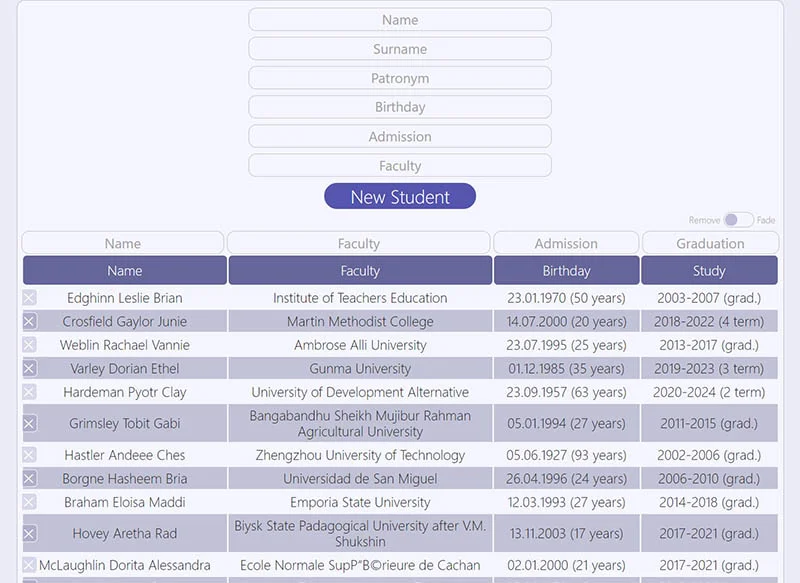 Name
Surname
Patronym
Birthday
Admission
Faculty
New Student
Remove Fade
Name Faculty Admission Graduation
Name Faculty Birthday Study
Edghinn Leslie Brian Institute of Teachers Education 23.01.1970 (50 years) 2003-2007 (grad.)
Crosfield Gaylor Junie Martin Methodist College 14.07.2000 (20 years) 2018-2022 (4 term)
Weblin Rachael Vannie Ambrose Alli University 23.07.1995 (25 years) 2013-2017 (grad.)
Varley Dorian Ethel Gunma University 01.12.1985 (35 years) 2019-2023 (3 term)
Hardeman Pyotr Clay University of Development Alternative 23.09.1957 (63 years) 2020-2024 (2 term)
Grimsley Tobit Gabi Bangabandhu Sheikh Mujibur Rahman 05.01.1994 (27 years) 2011-2015 (grad.)
Agricultural University
Hastler Andeee Ches Zhengzhou University of Technology 05.06.1927 (93 years) 2002-2006 (grad.)
Borgne Hasheem Bria Universidad de San Miguel 26.04.1996 (24 years) 2006-2010 (grad.)
Braham Eloisa Maddi Emporia State University 12.03.1993 (27 years) 2014-2018 (grad.)
Hovey Aretha Rad Biysk State Padagogical University after V.M. 13.11.2003 (17 years) 2017-2021 (grad.)
Shukshin
McLaughlin Dorita Alessandra Ecole Normale SupР“В©rieure de Cachan 02.01.2000 (21 years) 2017-2021 (grad.)